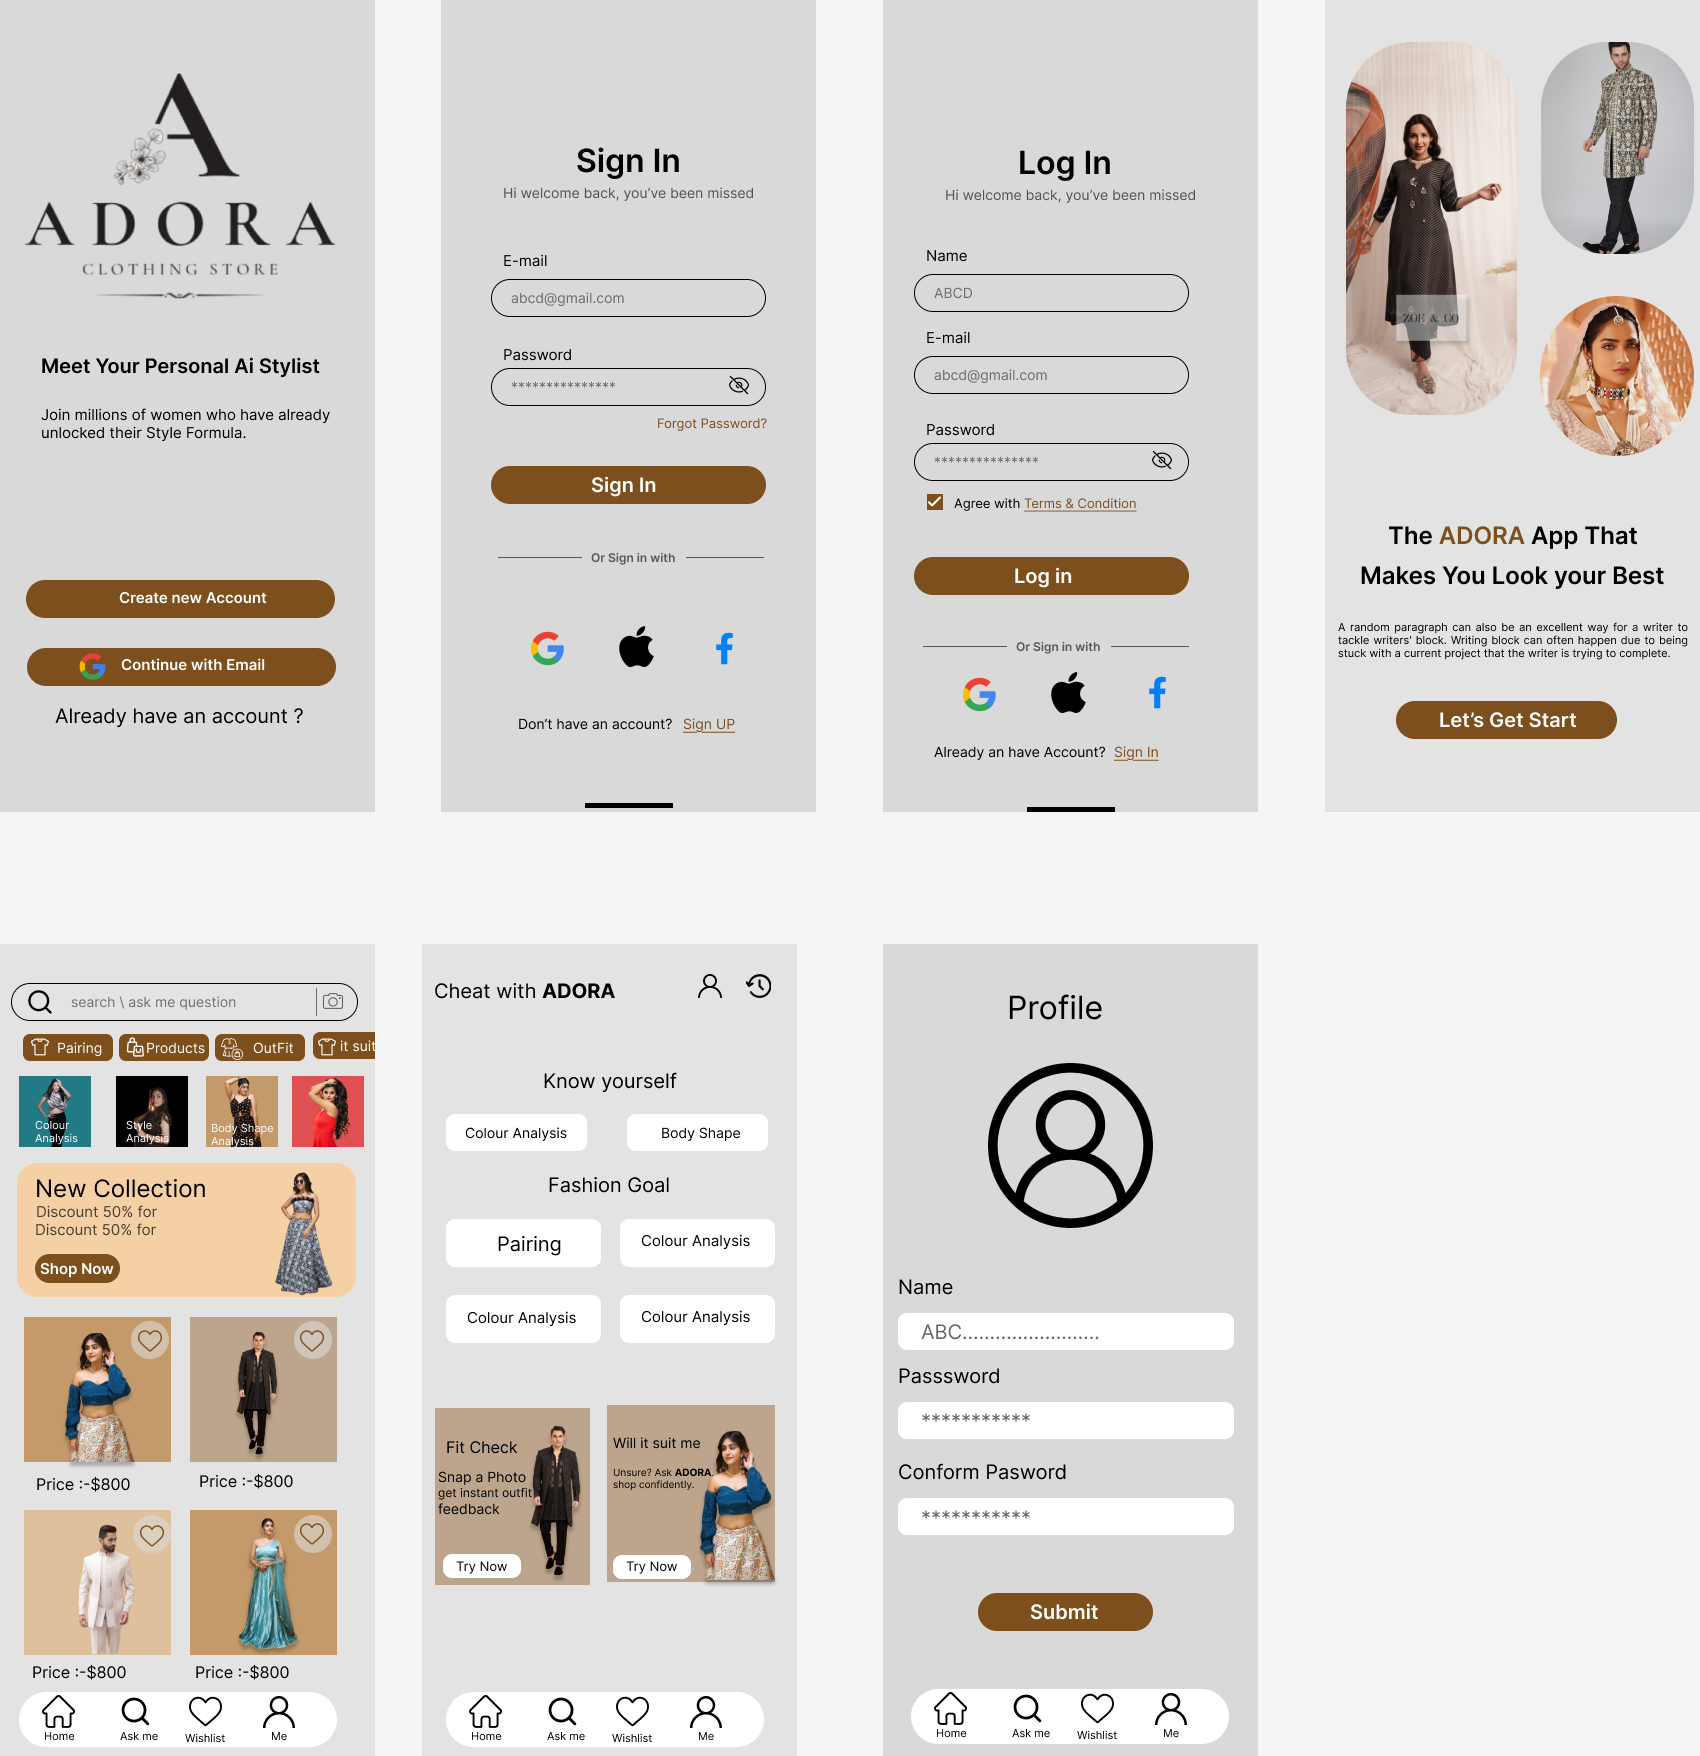 A
ADORA
CLOTHING STORE
Meet Your Personal Ai Stylist
Join millions of women who have already
unlocked their Style Formula.
Create new Account
Continue with Email
Already have an account ?
Sign In
Hi welcome back, you’ve been missed
E-mail
abcd@gmail.com
Password
***************
Forgot Password?
Sign In
Or Sign in with
Don’t have an account? Sign UP
Log In
Hi welcome back, you’ve been missed
Name
ABCD
E-mail
abcd@gmail.com
Password
***************
Agree with Terms & Condition
Log in
Or Sign in with
Already an have Account? Sign In
ZOE & CO
The ADORA App That
Makes You Look your Best
A random paragraph can also be an excellent way for a writer to
tackle writers' block. Writing block can often happen due to being
stuck with a current project that the writer is trying to complete.
Let’s Get Start
search \ ask me question
Pairing Products OutFit it suit
Colour
Analysis
Style
Analysis
Body Shape
Analysis
New Collection
Discount 50% for
Discount 50% for
Shop Now
Price :-$800
Price :-$800
Price :-$800
Price :-$800
Home Ask me Wishlist Me
Cheat with ADORA
Know yourself
Colour Analysis Body Shape
Fashion Goal
Pairing Colour Analysis
Colour Analysis Colour Analysis
Fit Check
Snap a Photo
get instant outfit
feedback
Try Now
Will it suit me
Unsure? Ask ADORA.
shop confidently.
Try Now
Home Ask me Wishlist Me
Profile
Name
ABC.........................
Passsword
***********
Conform Pasword
***********
Submit
Home Ask me Wishlist Me